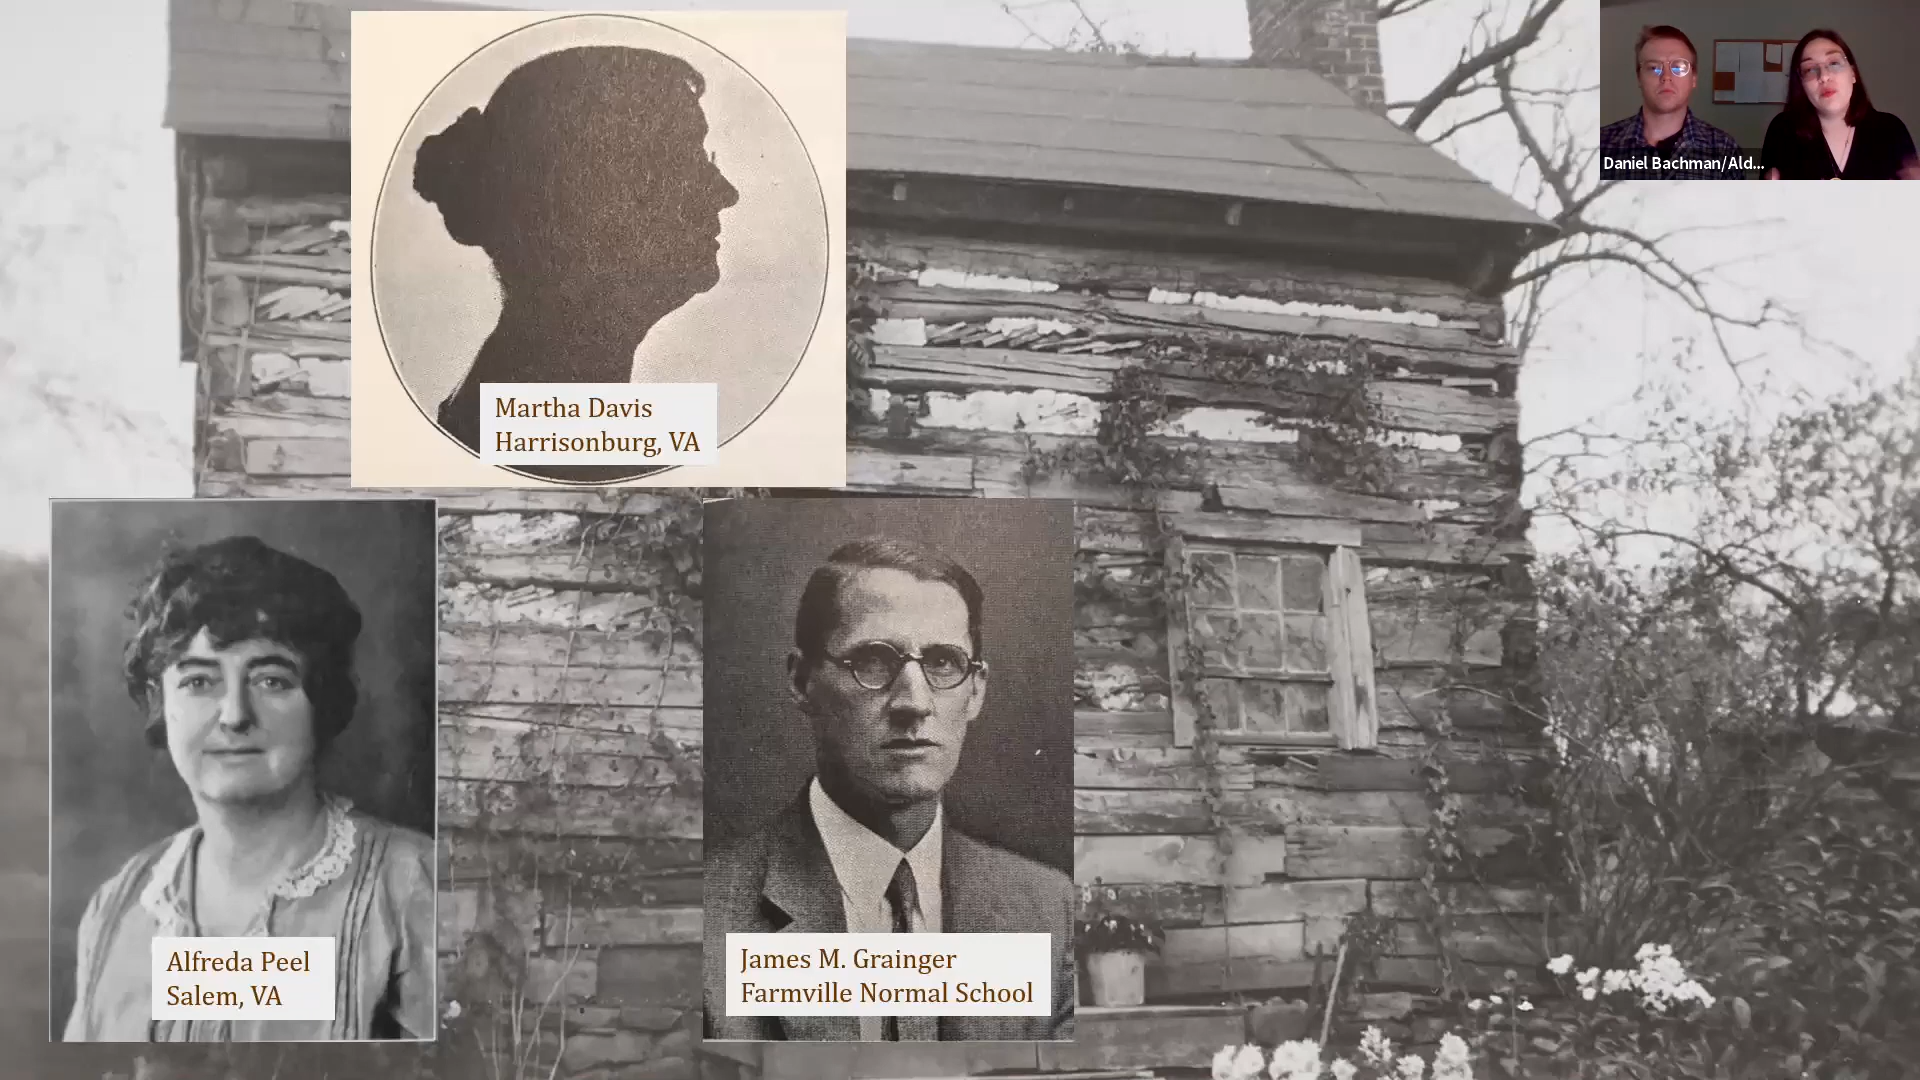 Martha Davis
Harrisonburg, VA
Daniel Bachman/Ald...
Alfreda Peel
Salem, VA
James M. Grainger
Farmville Normal School